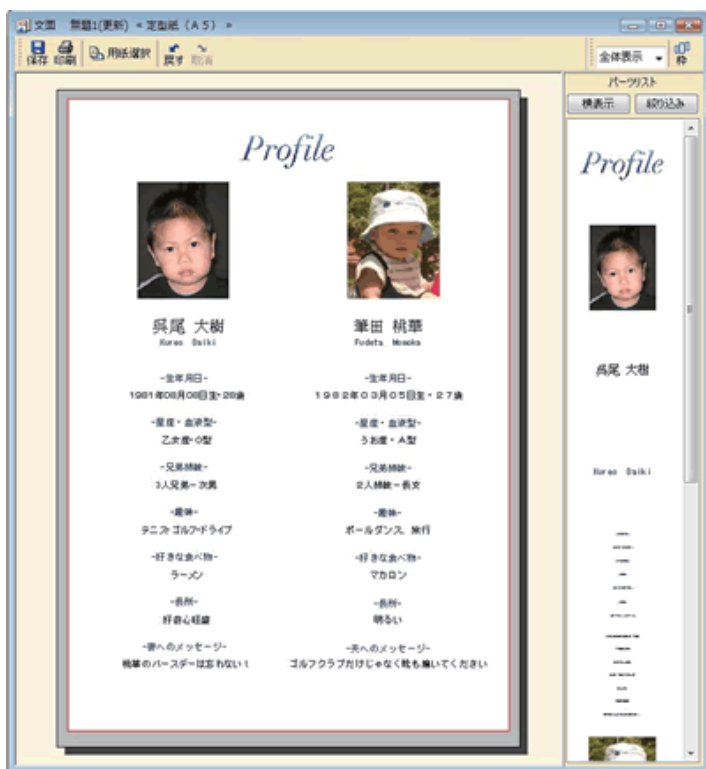 文面 無題1(更新) < 定型紙(A5) >
保存 印刷 用紙選択 戻す 取消 全体表示 枠
パーツリスト
横表示 絞り込み
Profile
呉尾 大樹
Kureo Daiki
-生年月日-
1981年08月08日生・28歳
-星座・血液型-
乙女座・O型
-兄弟姉妹-
3人兄弟-次男
-趣味-
テニス・ゴルフ・ドライブ
-好きな食べ物-
ラーメン
-長所-
好奇心旺盛
-妻へのメッセージ-
桃華のバースデーは忘れない!
筆田 桃華
Fudeta Momoka
-生年月日-
1982年03月05日生・27歳
-星座・血液型-
うお座・A型
-兄弟姉妹-
2人姉妹-長女
-趣味-
ボールダンス、旅行
-好きな食べ物-
マカロン
-長所-
明るい
-夫へのメッセージ-
ゴルフクラブだけじゃなく靴も磨いてください
Profile
呉尾 大樹
Kureo Daiki